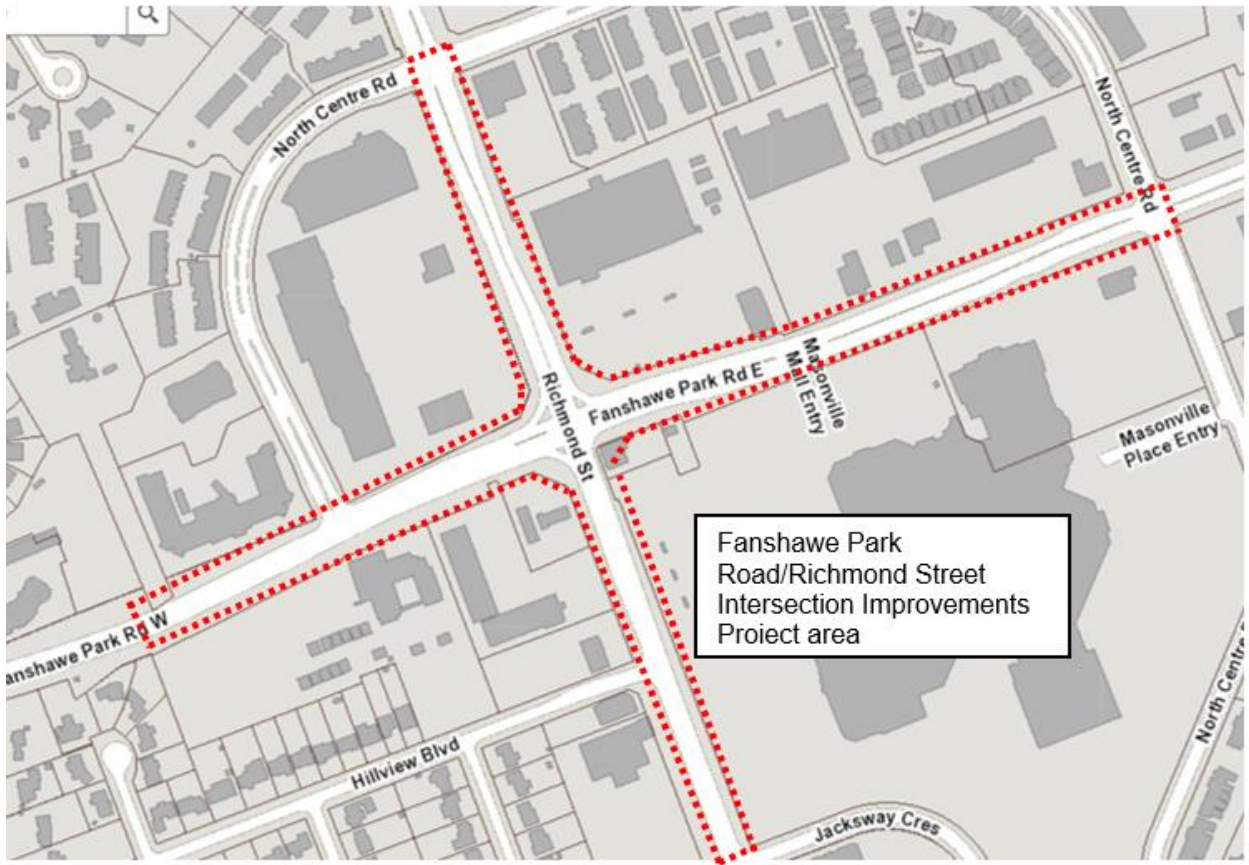 North Centre Rd
North Centre Rd
Richmond St
Fanshawe Park Rd E
Masonville
Mall Entry
Masonville
Place Entry
Fanshawe Park
Road/Richmond Street
Intersection Improvements
Project area
anshawe Park Rd W
Hillview Blvd
North Centre
Jacksway Cres